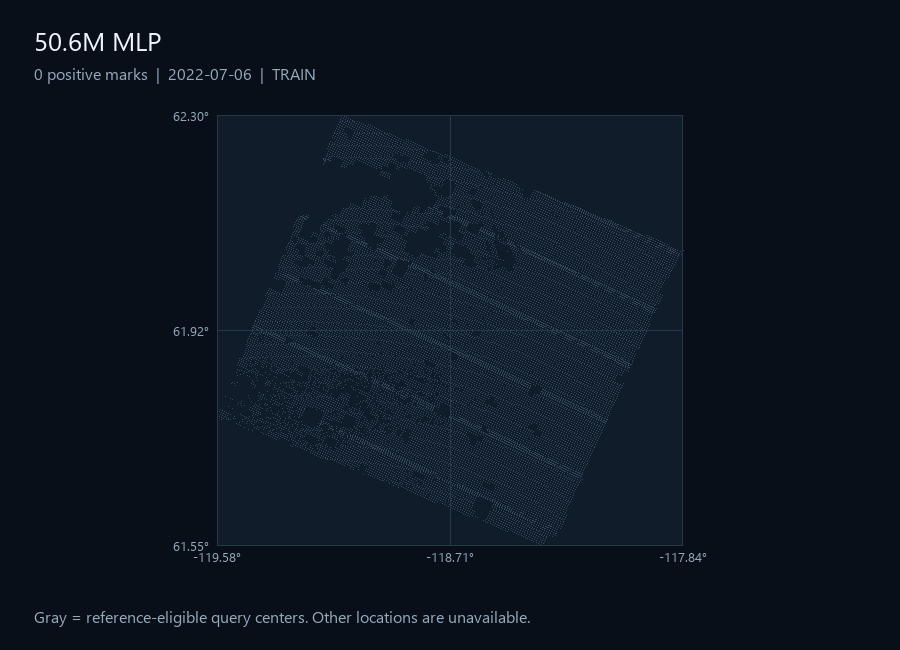 50.6M MLP
0 positive marks | 2022-07-06 | TRAIN
62.30°
61.92°
61.55°
-119.58°
-118.71°
-117.84°
Gray = reference-eligible query centers. Other locations are unavailable.